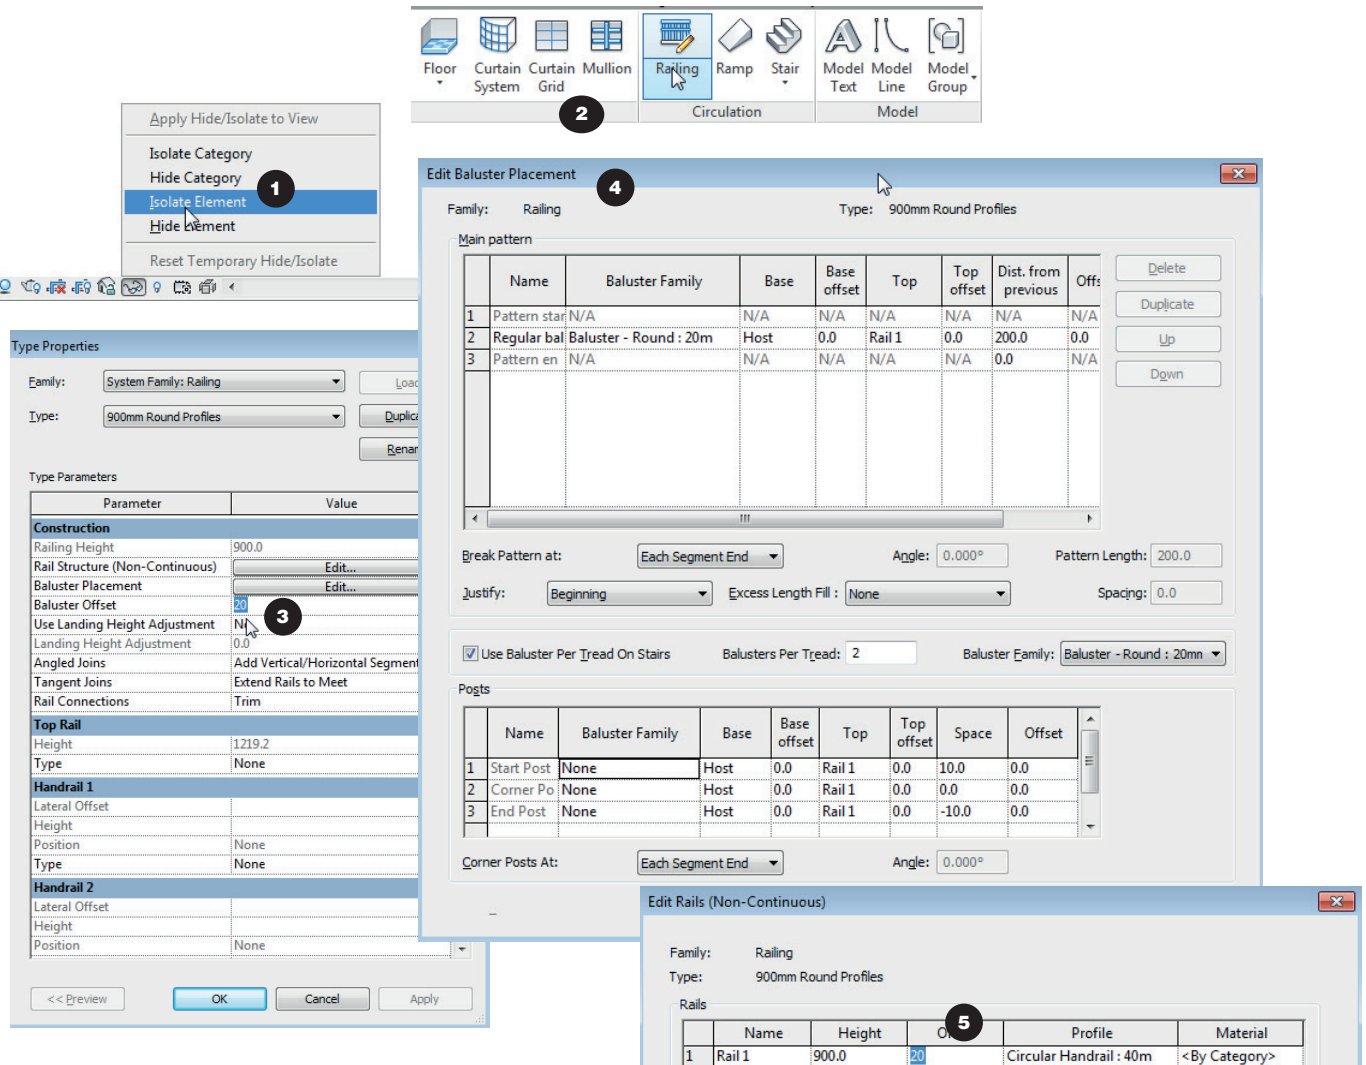 Floor Curtain System Curtain Grid Mullion Railing Ramp Stair Model Text Model Line Model Group
2 Circulation Model
Apply Hide/Isolate to View
Isolate Category
Hide Category
1
Isolate Element
Hide Element
Reset Temporary Hide/Isolate
Type Properties
Family: System Family: Railing Load
Type: 900mm Round Profiles Duplica
Renar
Type Parameters
Parameter Value
Construction
Railing Height 900.0
Rail Structure (Non-Continuous) Edit...
Baluster Placement Edit...
Baluster Offset 20
3
Use Landing Height Adjustment
Landing Height Adjustment 0.0
Angled Joins Add Vertical/Horizontal Segment
Tangent Joins Extend Rails to Meet
Rail Connections Trim
Top Rail
Height 1219.2
Type None
Handrail 1
Lateral Offset
Height
Position None
Type None
Handrail 2
Lateral Offset
Height
Position None
<< Preview OK Cancel Apply
Edit Baluster Placement
4
Family: Railing Type: 900mm Round Profiles
Main pattern
Name Baluster Family Base Base offset Top Top offset Dist. from previous Offs
1 Pattern star N/A N/A N/A N/A N/A N/A N/A
2 Regular bal Baluster - Round : 20m Host 0.0 Rail 1 0.0 200.0 0.0
3 Pattern en N/A N/A N/A N/A N/A 0.0 N/A
Delete
Duplicate
Up
Down
Break Pattern at: Each Segment End Angle: 0.000° Pattern Length: 200.0
Justify: Beginning Excess Length Fill : None Spacing: 0.0
Use Baluster Per Tread On Stairs Balusters Per Tread: 2 Baluster Family: Baluster - Round : 20mn
Posts
Name Baluster Family Base Base offset Top Top offset Space Offset
1 Start Post None Host 0.0 Rail 1 0.0 10.0 0.0
2 Corner Po None Host 0.0 Rail 1 0.0 0.0 0.0
3 End Post None Host 0.0 Rail 1 0.0 -10.0 0.0
Corner Posts At: Each Segment End Angle: 0.000°
Edit Rails (Non-Continuous)
Family: Railing
Type: 900mm Round Profiles
Rails
5
Name Height Profile Material
1 Rail 1 900.0 20 Circular Handrail : 40m <By Category>